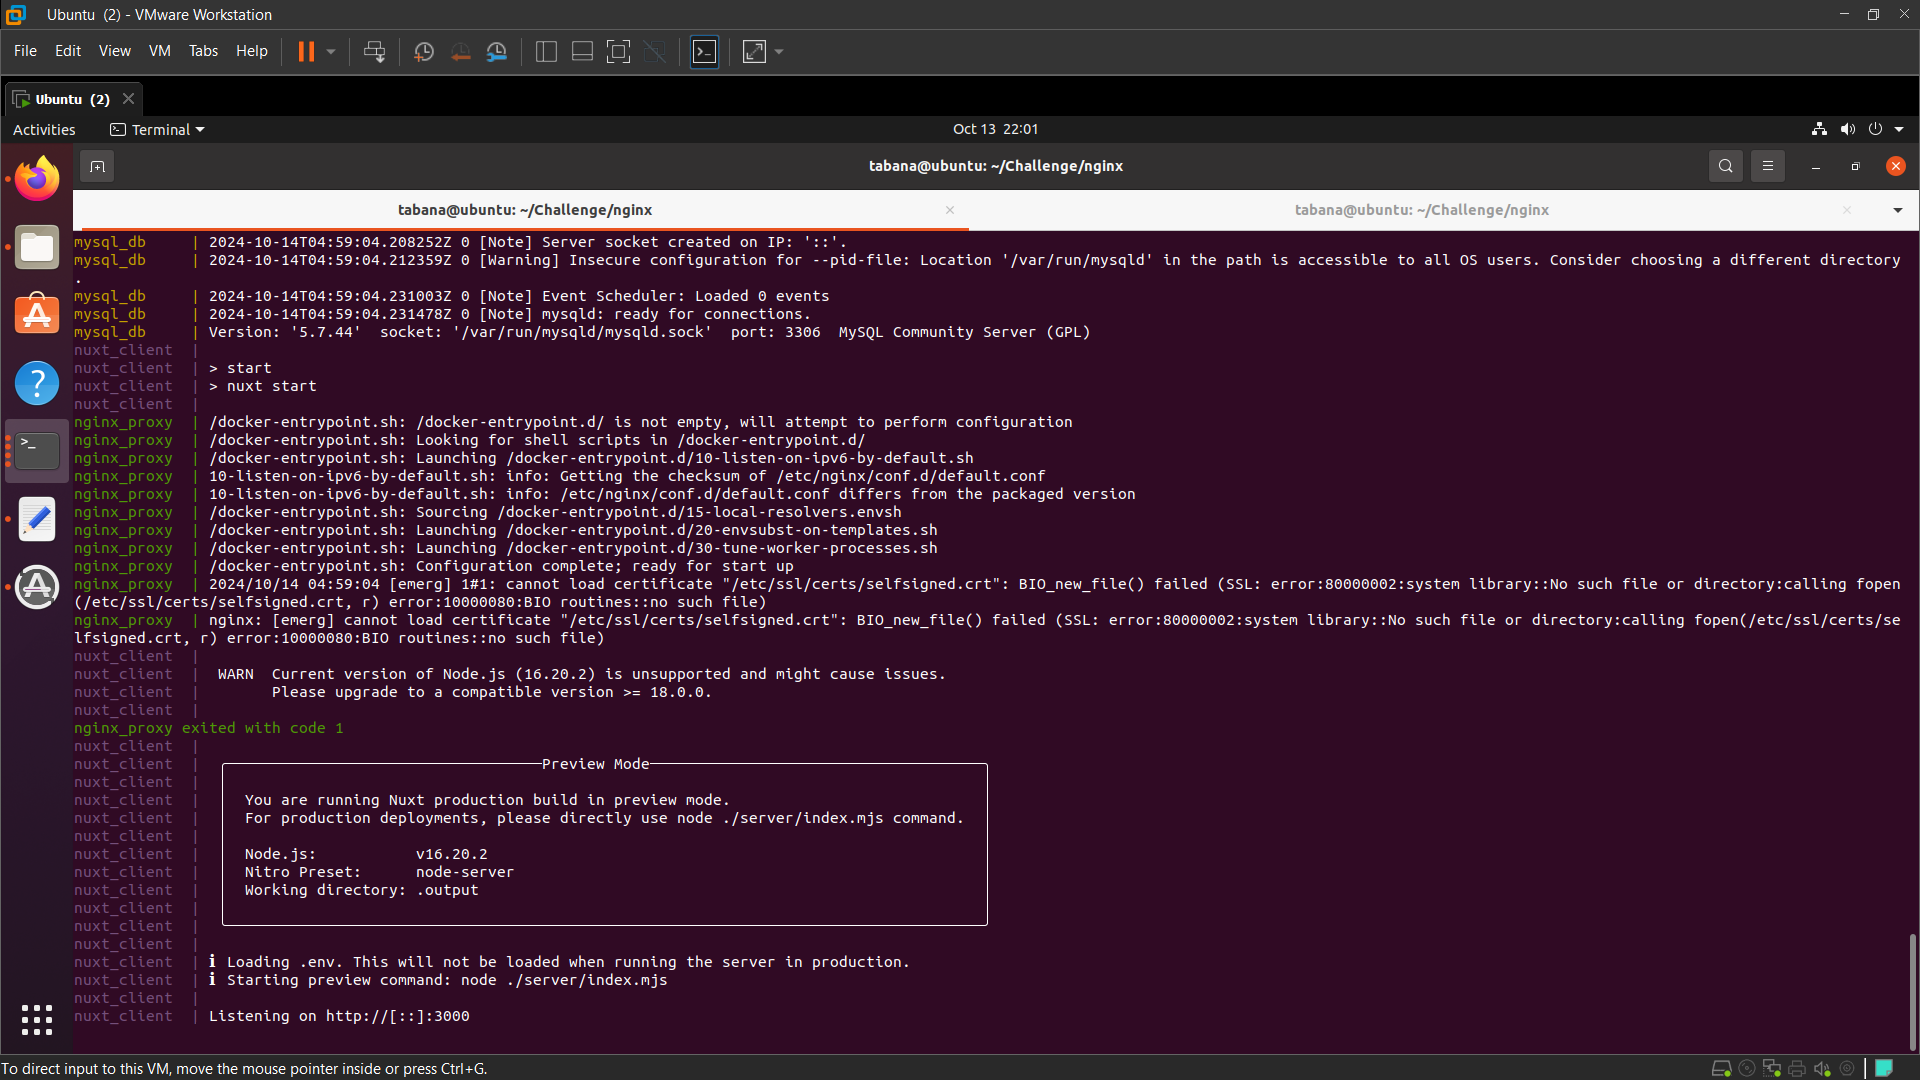 Ubuntu (2) - VMware Workstation
File Edit View VM Tabs Help
Ubuntu (2)
Activities Terminal Oct 13 22:01
tabana@ubuntu: ~/Challenge/nginx
tabana@ubuntu: ~/Challenge/nginx tabana@ubuntu: ~/Challenge/nginx
mysql_db | 2024-10-14T04:59:04.208252Z 0 [Note] Server socket created on IP: '::'.
mysql_db | 2024-10-14T04:59:04.212359Z 0 [Warning] Insecure configuration for --pid-file: Location '/var/run/mysqld' in the path is accessible to all OS users. Consider choosing a different directory
.
mysql_db | 2024-10-14T04:59:04.231003Z 0 [Note] Event Scheduler: Loaded 0 events
mysql_db | 2024-10-14T04:59:04.231478Z 0 [Note] mysqld: ready for connections.
mysql_db | Version: '5.7.44'  socket: '/var/run/mysqld/mysqld.sock'  port: 3306  MySQL Community Server (GPL)
nuxt_client |
nuxt_client | > start
nuxt_client | > nuxt start
nuxt_client |
nginx_proxy | /docker-entrypoint.sh: /docker-entrypoint.d/ is not empty, will attempt to perform configuration
nginx_proxy | /docker-entrypoint.sh: Looking for shell scripts in /docker-entrypoint.d/
nginx_proxy | /docker-entrypoint.sh: Launching /docker-entrypoint.d/10-listen-on-ipv6-by-default.sh
nginx_proxy | 10-listen-on-ipv6-by-default.sh: info: Getting the checksum of /etc/nginx/conf.d/default.conf
nginx_proxy | 10-listen-on-ipv6-by-default.sh: info: /etc/nginx/conf.d/default.conf differs from the packaged version
nginx_proxy | /docker-entrypoint.sh: Sourcing /docker-entrypoint.d/15-local-resolvers.envsh
nginx_proxy | /docker-entrypoint.sh: Launching /docker-entrypoint.d/20-envsubst-on-templates.sh
nginx_proxy | /docker-entrypoint.sh: Launching /docker-entrypoint.d/30-tune-worker-processes.sh
nginx_proxy | /docker-entrypoint.sh: Configuration complete; ready for start up
nginx_proxy | 2024/10/14 04:59:04 [emerg] 1#1: cannot load certificate "/etc/ssl/certs/selfsigned.crt": BIO_new_file() failed (SSL: error:80000002:system library::No such file or directory:calling fopen
(/etc/ssl/certs/selfsigned.crt, r) error:10000080:BIO routines::no such file)
nginx_proxy | nginx: [emerg] cannot load certificate "/etc/ssl/certs/selfsigned.crt": BIO_new_file() failed (SSL: error:80000002:system library::No such file or directory:calling fopen(/etc/ssl/certs/se
lfsigned.crt, r) error:10000080:BIO routines::no such file)
nuxt_client |
nuxt_client | WARN Current version of Node.js (16.20.2) is unsupported and might cause issues.
nuxt_client | Please upgrade to a compatible version >= 18.0.0.
nuxt_client |
nginx_proxy exited with code 1
nuxt_client |
nuxt_client | Preview Mode
nuxt_client |
nuxt_client | You are running Nuxt production build in preview mode.
nuxt_client | For production deployments, please directly use node ./server/index.mjs command.
nuxt_client |
nuxt_client | Node.js: v16.20.2
nuxt_client | Nitro Preset: node-server
nuxt_client | Working directory: .output
nuxt_client |
nuxt_client |
nuxt_client |
nuxt_client | ℹ Loading .env. This will not be loaded when running the server in production.
nuxt_client | ℹ Starting preview command: node ./server/index.mjs
nuxt_client |
nuxt_client | Listening on http://[::]:3000
To direct input to this VM, move the mouse pointer inside or press Ctrl+G.